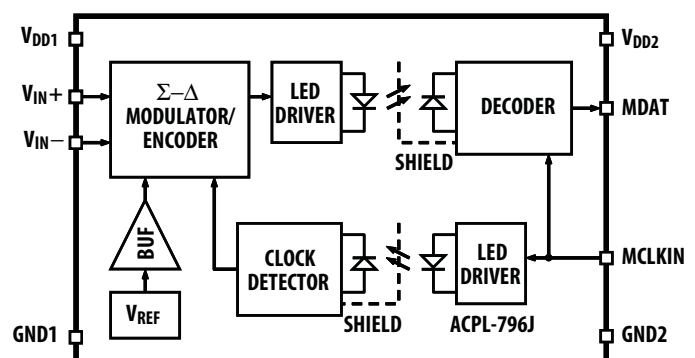 VDD1
VDD2
VIN+
VIN−
Σ−Δ
MODULATOR/
ENCODER
LED
DRIVER
SHIELD
DECODER
MDAT
BUF
VREF
CLOCK
DETECTOR
SHIELD
LED
DRIVER
ACPL-796J
MCLKIN
GND1
GND2